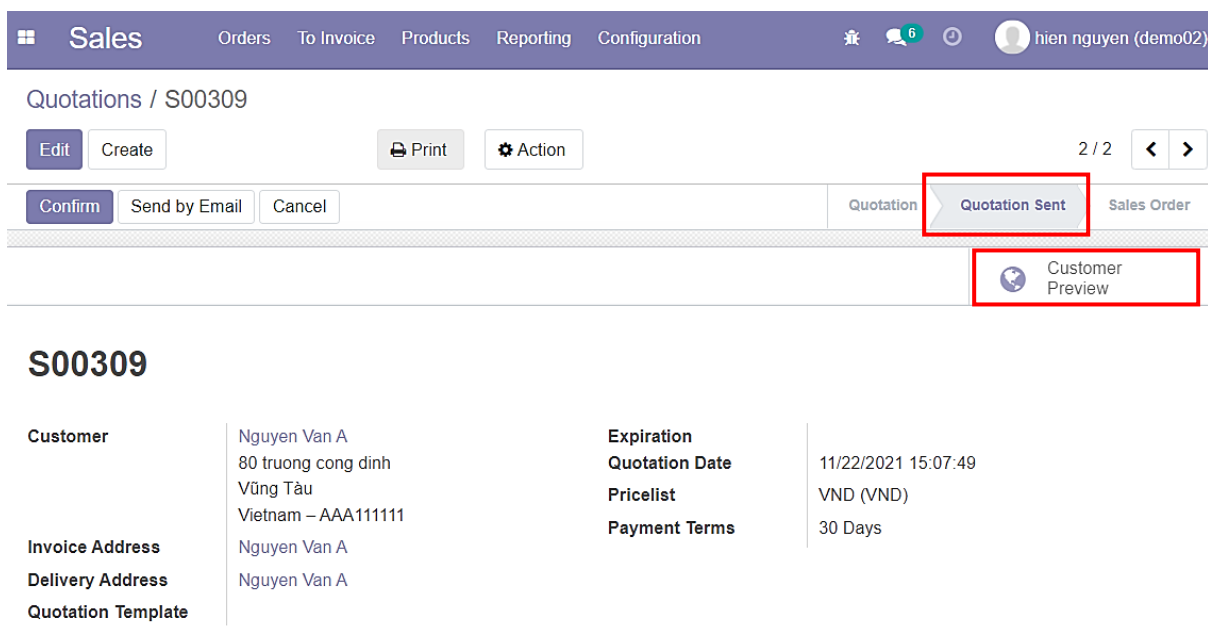 Sales Orders To Invoice Products Reporting Configuration 6 hien nguyen (demo02)
Quotations / S00309
Edit Create Print Action 2 / 2
Confirm Send by Email Cancel Quotation Quotation Sent Sales Order
Customer
Preview
S00309
Customer Nguyen Van A Expiration
80 truong cong dinh Quotation Date 11/22/2021 15:07:49
Vũng Tàu Pricelist VND (VND)
Vietnam – AAA111111 Payment Terms 30 Days
Invoice Address Nguyen Van A
Delivery Address Nguyen Van A
Quotation Template